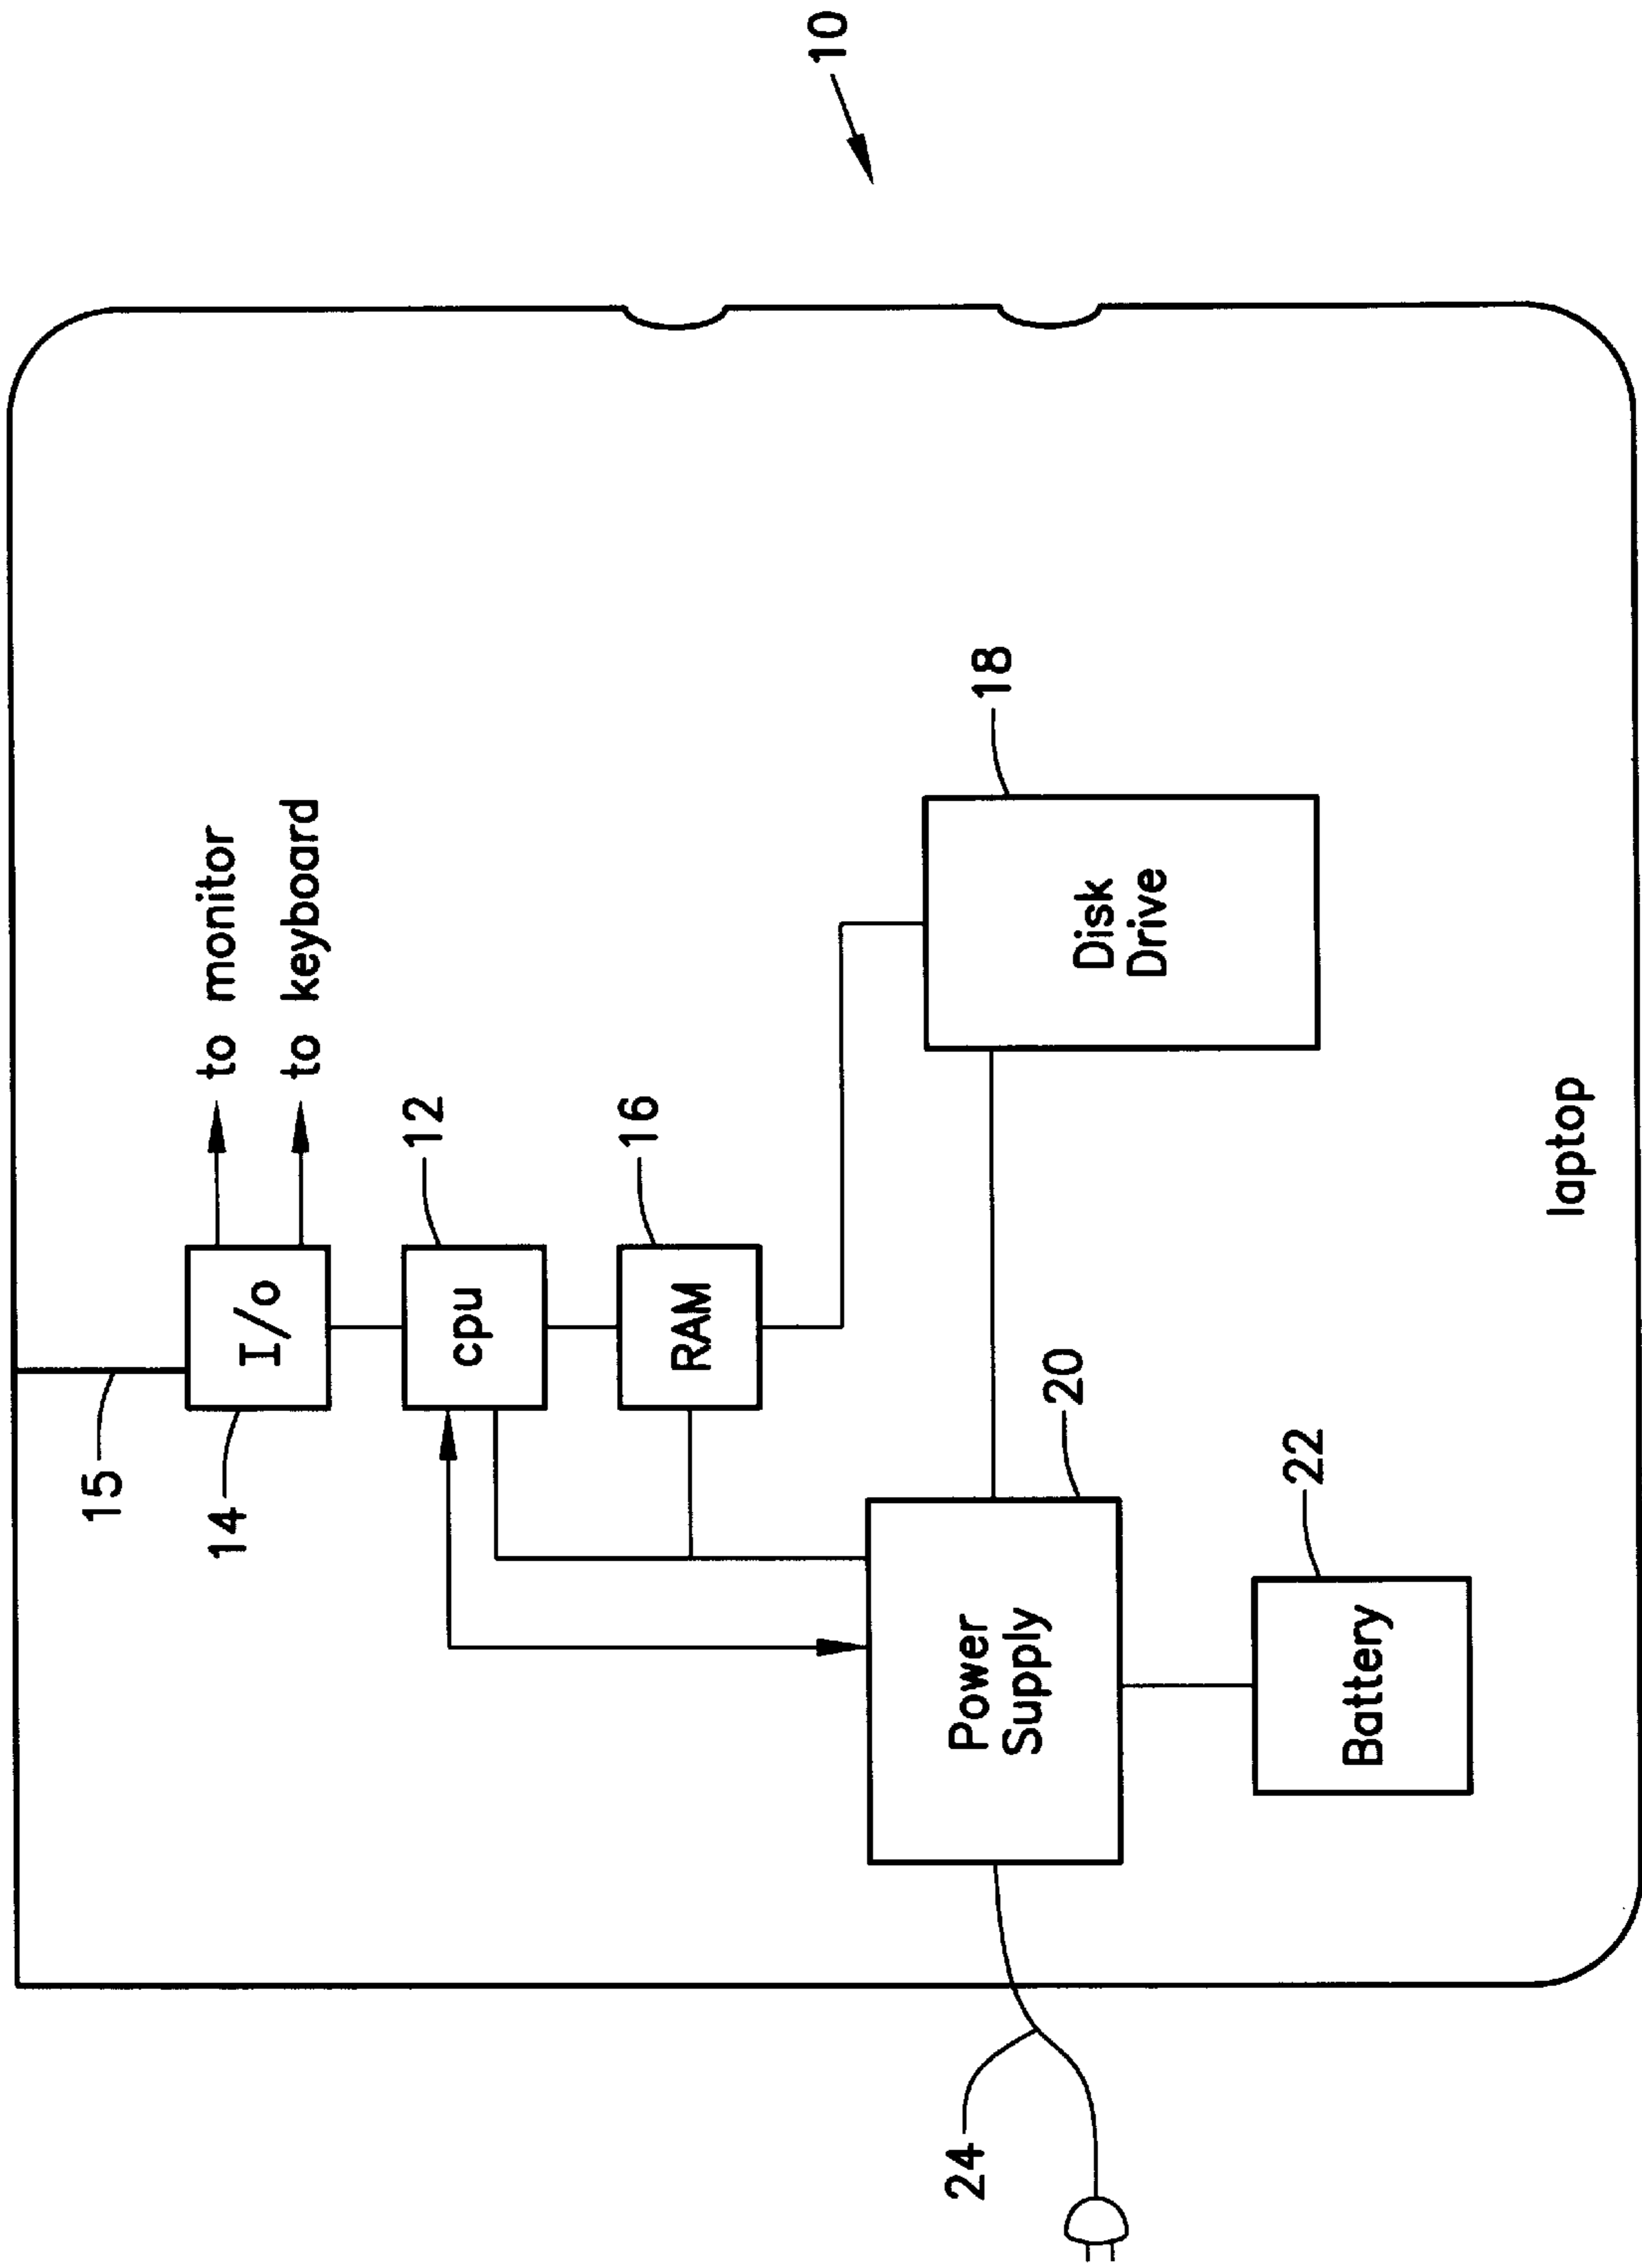 10
to monitor
to keyboard
15
14
I/o
12
cpu
16
RAM
18
Disk
Drive
20
Power
Supply
22
Battery
24
laptop